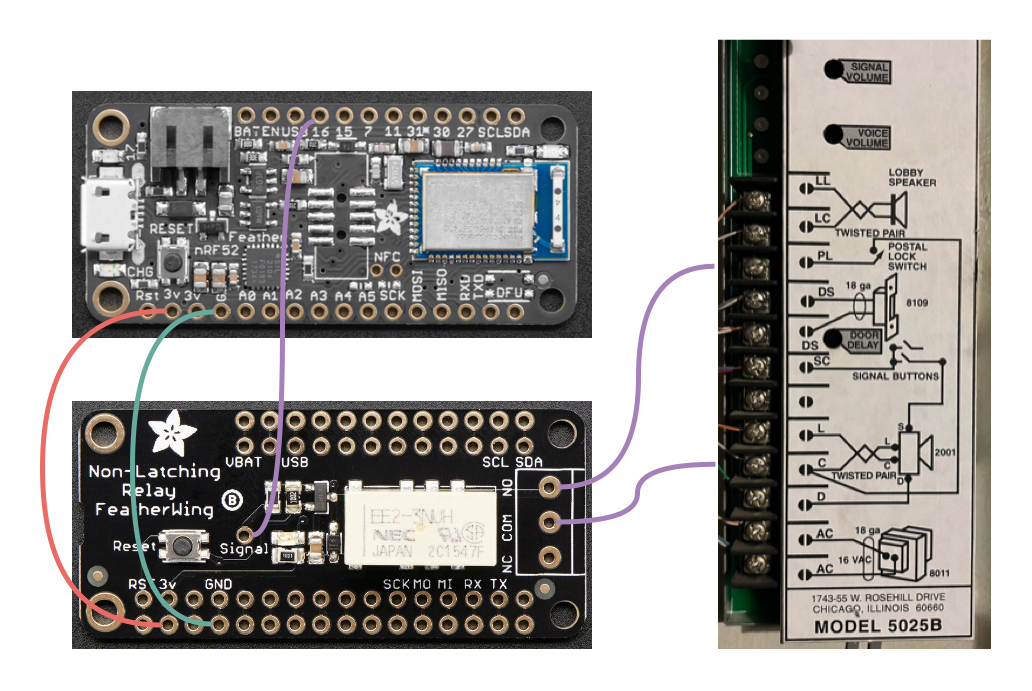 BAT EN USB 16 15 7 11 31* 30 27 SCL SDA
17
RESET
Feather
nRF52
NFC
CHG
MOSI
MISO
RXD
TXD
DFU
Rst 3v 3v G A0 A1 A2 A3 A4 A5 SCK
VBAT USB SCL SDA
Non-Latching
Relay
FeatherWing
B
NO
COM
NC
EE2-3NUH
NEC
JAPAN 2C1547F
Reset
Signal
RST 3v GND SCK MO MI RX TX
SIGNAL
VOLUME
VOICE
VOLUME
LL
LOBBY
SPEAKER
LC
TWISTED PAIR
PL
POSTAL
LOCK
SWITCH
DS
18 ga
8109
DS
DOOR
DELAY
SC
SIGNAL BUTTONS
L
S
L
C
2001
C
TWISTED PAIR
D
D
AC
18 ga
16 VAC
AC
8011
1743-55 W. ROSEHILL DRIVE
CHICAGO, ILLINOIS 60660
MODEL 5025B